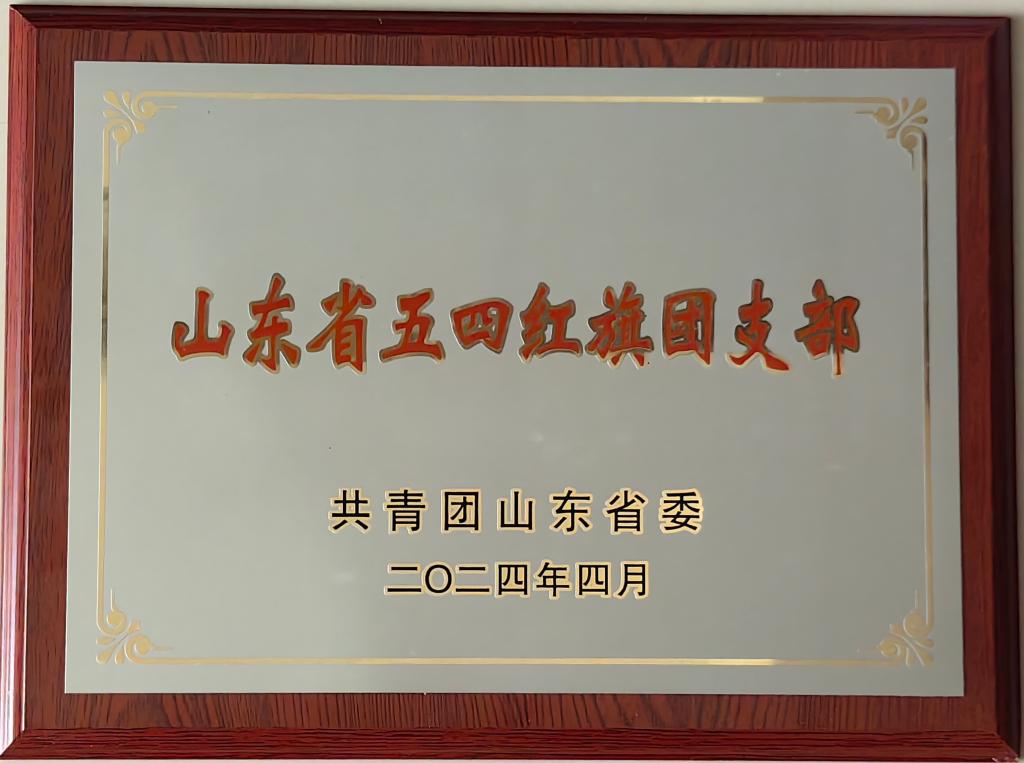 山东省五四红旗团支部
共青团山东省委
二〇二四年四月